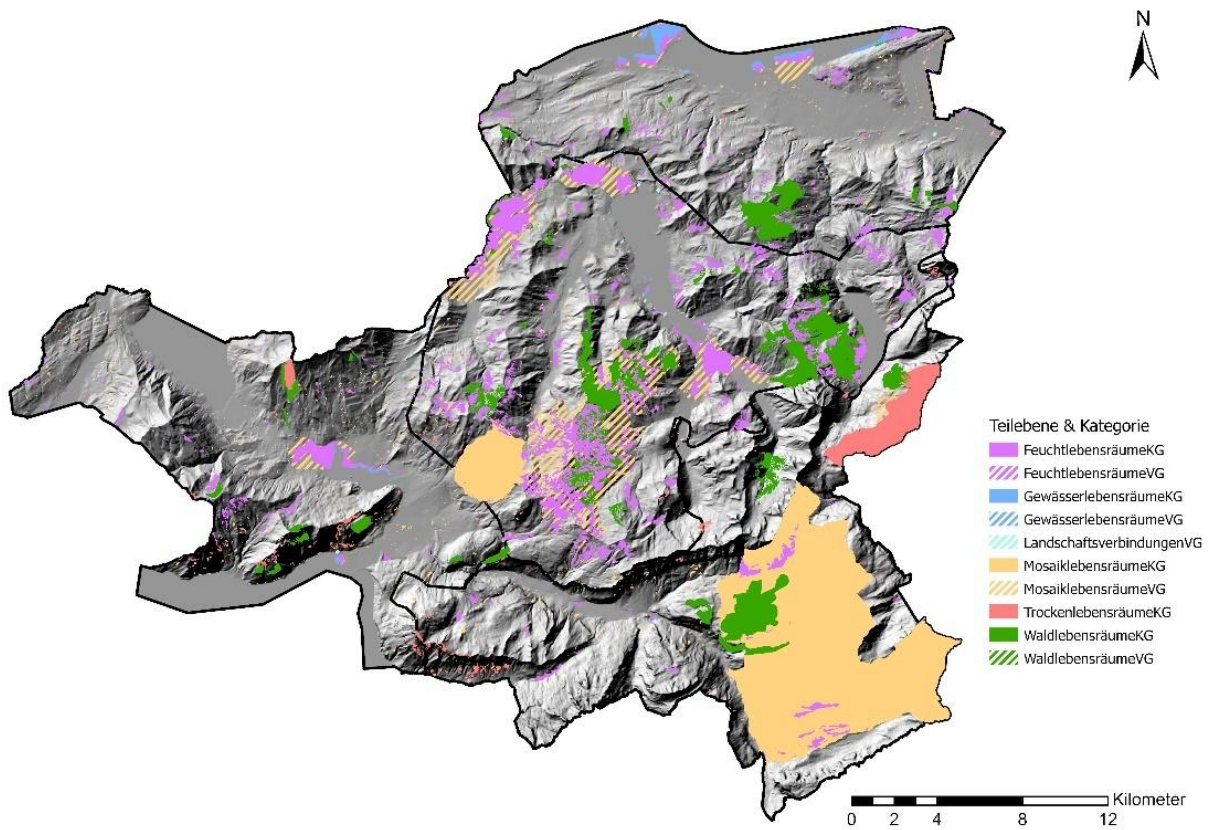 N
Teilebene & Kategorie
FeuchtlebensräumeKG
FeuchtlebensräumeVG
GewässerlebensräumeKG
GewässerlebensräumeVG
LandschaftsverbindungenVG
MosaiklebensräumeKG
MosaiklebensräumeVG
TrockenlebensräumeKG
WaldlebensräumeKG
WaldlebensräumeVG
Kilometer
0 2 4 8 12